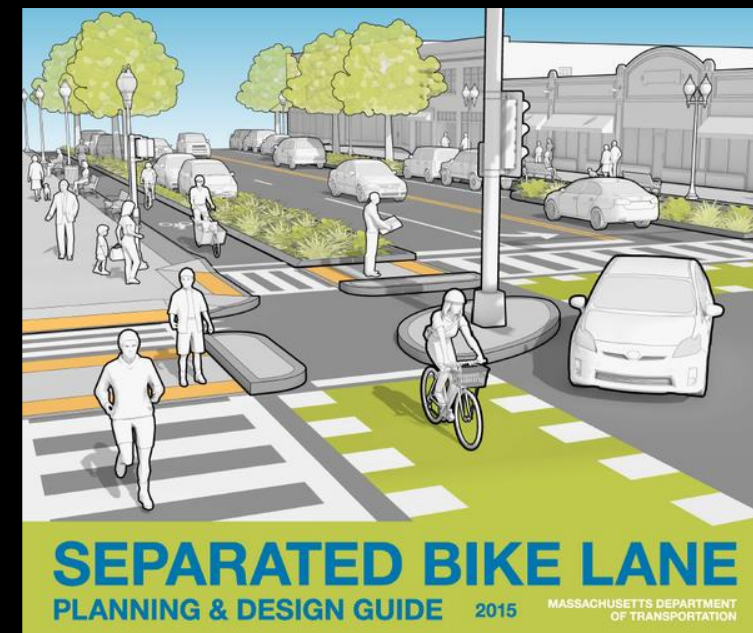 SEPARATED BIKE LANE
PLANNING & DESIGN GUIDE 2015 MASSACHUSETTS DEPARTMENT
OF TRANSPORTATION